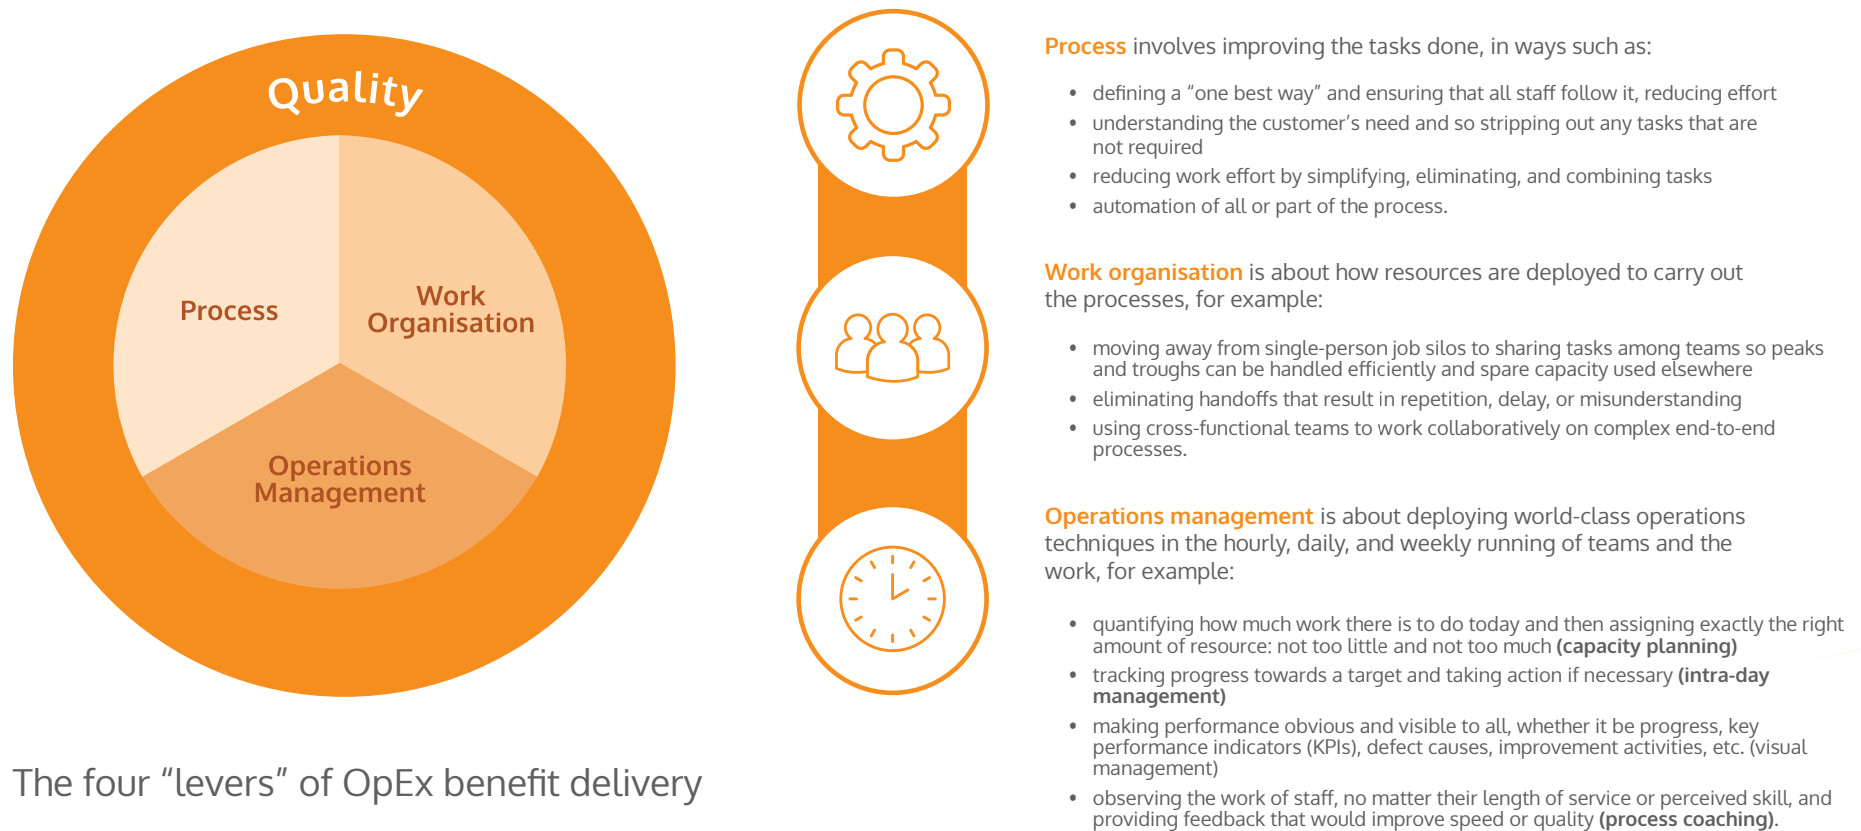 Quality
Process
Work
Organisation
Operations
Management
The four “levers” of OpEx benefit delivery
Process involves improving the tasks done, in ways such as:
• defining a “one best way” and ensuring that all staff follow it, reducing effort
• understanding the customer’s need and so stripping out any tasks that are
not required
• reducing work effort by simplifying, eliminating, and combining tasks
• automation of all or part of the process.
Work organisation is about how resources are deployed to carry out
the processes, for example:
• moving away from single-person job silos to sharing tasks among teams so peaks
and troughs can be handled efficiently and spare capacity used elsewhere
• eliminating handoffs that result in repetition, delay, or misunderstanding
• using cross-functional teams to work collaboratively on complex end-to-end
processes.
Operations management is about deploying world-class operations
techniques in the hourly, daily, and weekly running of teams and the
work, for example:
• quantifying how much work there is to do today and then assigning exactly the right
amount of resource: not too little and not too much (capacity planning)
• tracking progress towards a target and taking action if necessary (intra-day
management)
• making performance obvious and visible to all, whether it be progress, key
performance indicators (KPIs), defect causes, improvement activities, etc. (visual
management)
• observing the work of staff, no matter their length of service or perceived skill, and
providing feedback that would improve speed or quality (process coaching).